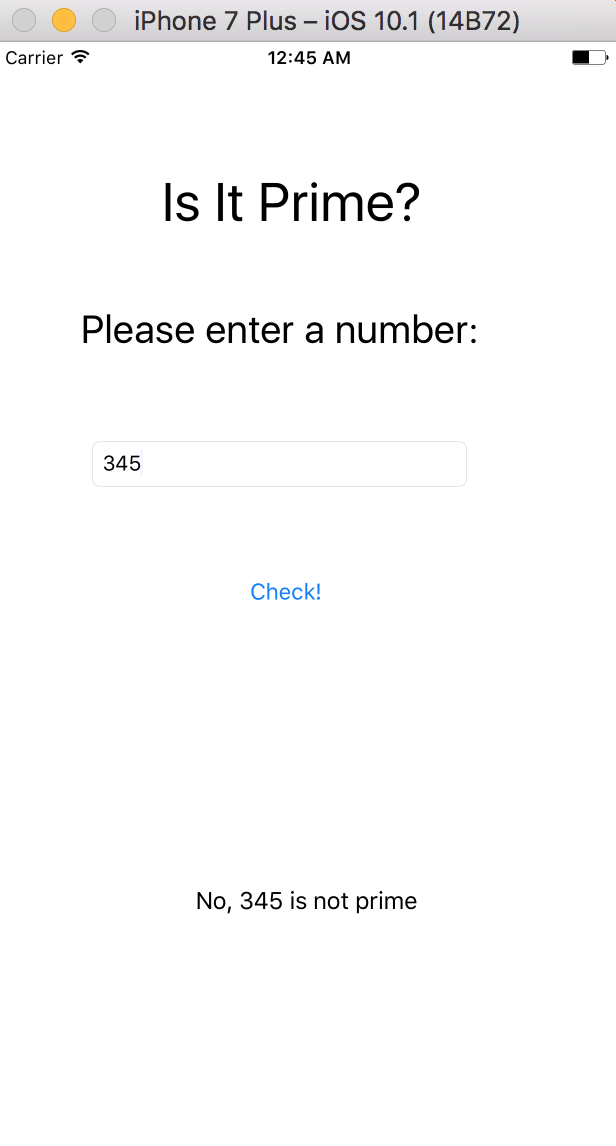 iPhone 7 Plus – iOS 10.1 (14B72)
Carrier 12:45 AM
Is It Prime?
Please enter a number:
345
Check!
No, 345 is not prime